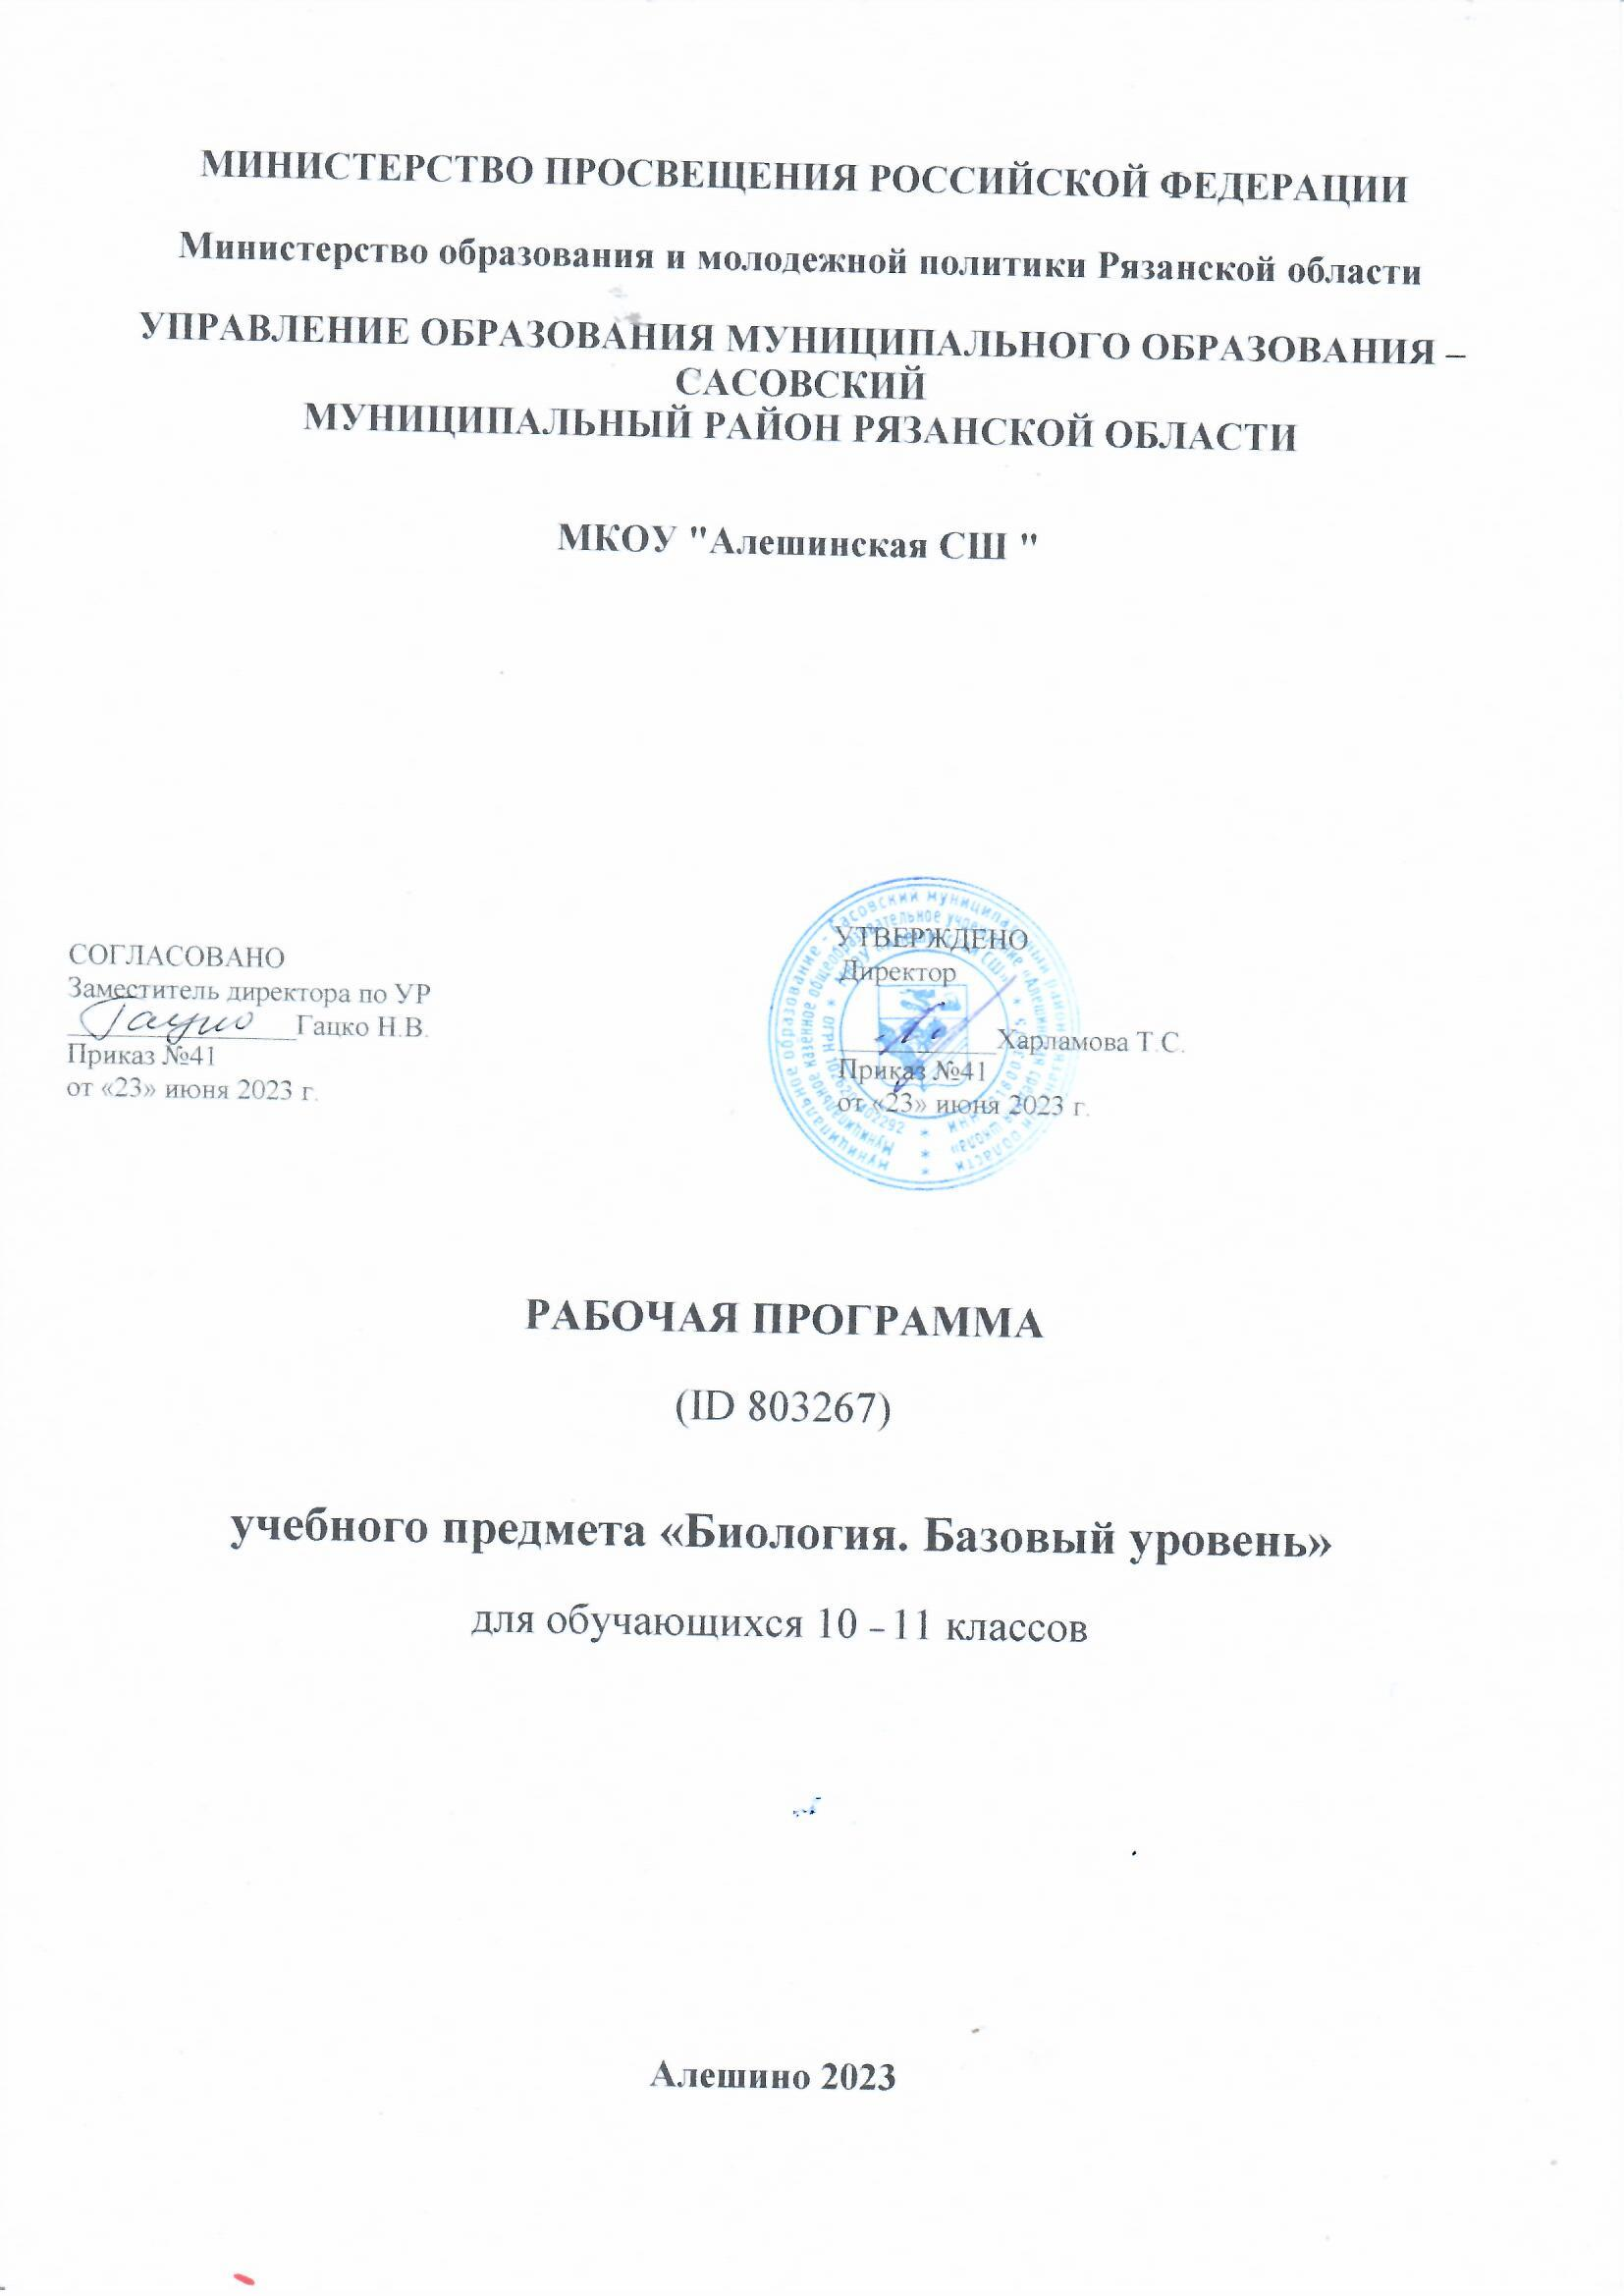 МИНИСТЕРСТВО ПРОСВЕЩЕНИЯ РОССИЙСКОЙ ФЕДЕРАЦИИ
Министерство образования и молодежной политики Рязанской области
УПРАВЛЕНИЕ ОБРАЗОВАНИЯ МУНИЦИПАЛЬНОГО ОБРАЗОВАНИЯ –
САСОВСКИЙ
МУНИЦИПАЛЬНЫЙ РАЙОН РЯЗАНСКОЙ ОБЛАСТИ
МКОУ "Алешинская СШ "
СОГЛАСОВАНО
Заместитель директора по УР
Гацко Гацко Н.В.
Приказ №41
от «23» июня 2023 г.
УТВЕРЖДЕНО
Директор
Харламова Т.С.
Приказ №41
от «23» июня 2023 г.
РАБОЧАЯ ПРОГРАММА
(ID 803267)
учебного предмета «Биология. Базовый уровень»
для обучающихся 10 – 11 классов
Алешино 2023